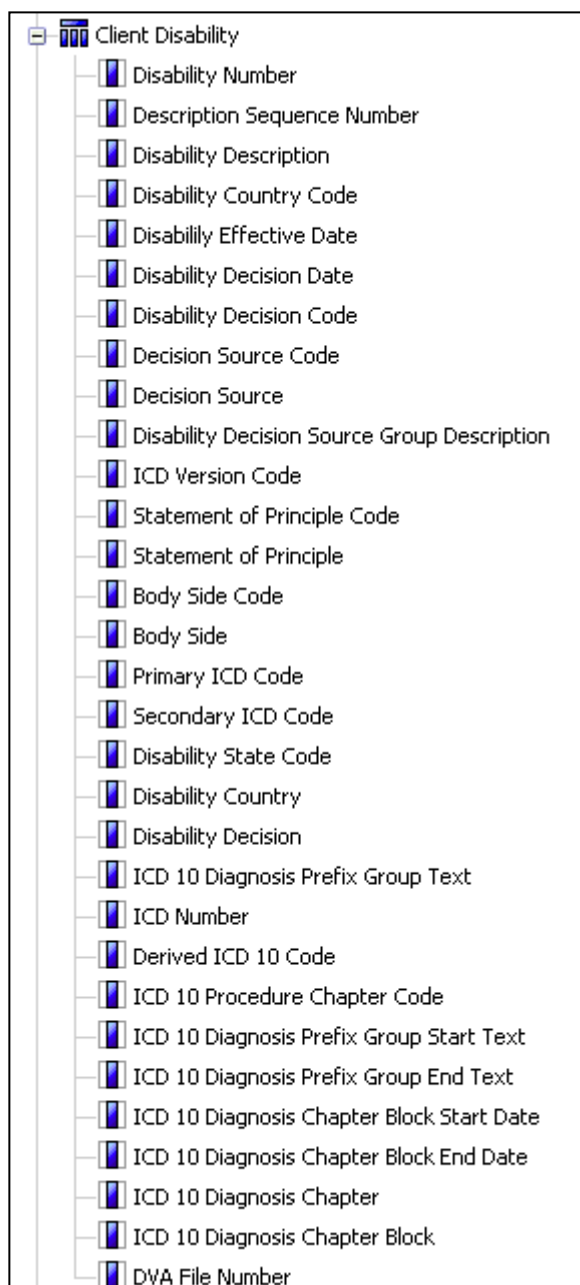 Client Disability
Disability Number
Description Sequence Number
Disability Description
Disability Country Code
Disablily Effective Date
Disability Decision Date
Disability Decision Code
Decision Source Code
Decision Source
Disability Decision Source Group Description
ICD Version Code
Statement of Principle Code
Statement of Principle
Body Side Code
Body Side
Primary ICD Code
Secondary ICD Code
Disability State Code
Disability Country
Disability Decision
ICD 10 Diagnosis Prefix Group Text
ICD Number
Derived ICD 10 Code
ICD 10 Procedure Chapter Code
ICD 10 Diagnosis Prefix Group Start Text
ICD 10 Diagnosis Prefix Group End Text
ICD 10 Diagnosis Chapter Block Start Date
ICD 10 Diagnosis Chapter Block End Date
ICD 10 Diagnosis Chapter
ICD 10 Diagnosis Chapter Block
DVA File Number